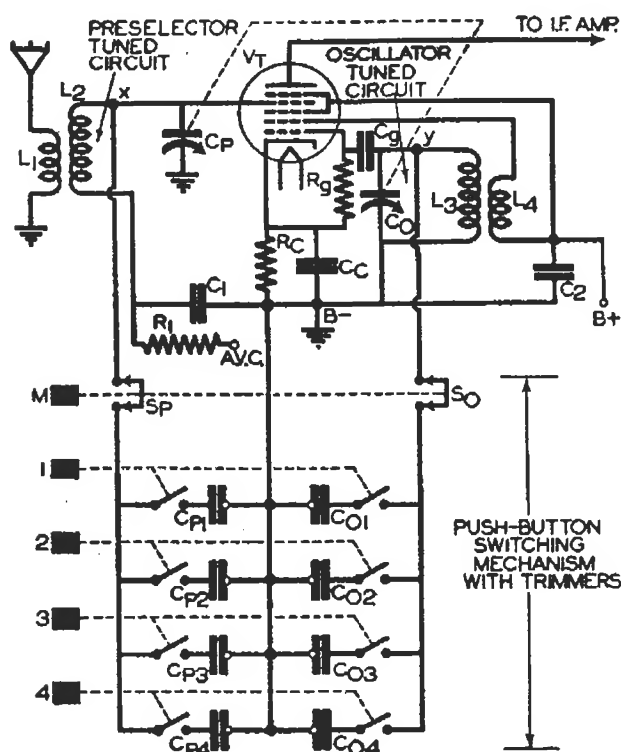 TO I.F. AMP.
PRESELECTOR
TUNED
CIRCUIT
VT
OSCILLATOR
TUNED
CIRCUIT
L2
x
L1
CP
Cg
y
Rg
CO
L3
L4
RC
CC
C2
C1
B-
B+
R1
A.V.C.
M
SP
SO
1
CP1
CO1
2
CP2
CO2
PUSH-BUTTON
SWITCHING
MECHANISM
WITH TRIMMERS
3
CP3
CO3
4
CP4
CO4